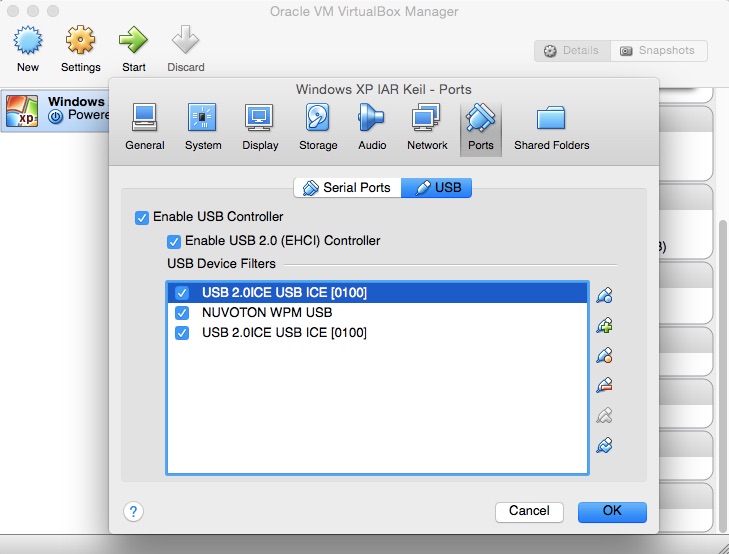 Oracle VM VirtualBox Manager
New
Settings
Start
Discard
Details
Snapshots
Windows
Powere
xp
Windows XP IAR Keil - Ports
General
System
Display
Storage
Audio
Network
Ports
Shared Folders
Serial Ports
USB
Enable USB Controller
Enable USB 2.0 (EHCI) Controller
USB Device Filters
USB 2.0ICE USB ICE [0100]
NUVOTON WPM USB
USB 2.0ICE USB ICE [0100]
3)
?
Cancel
OK